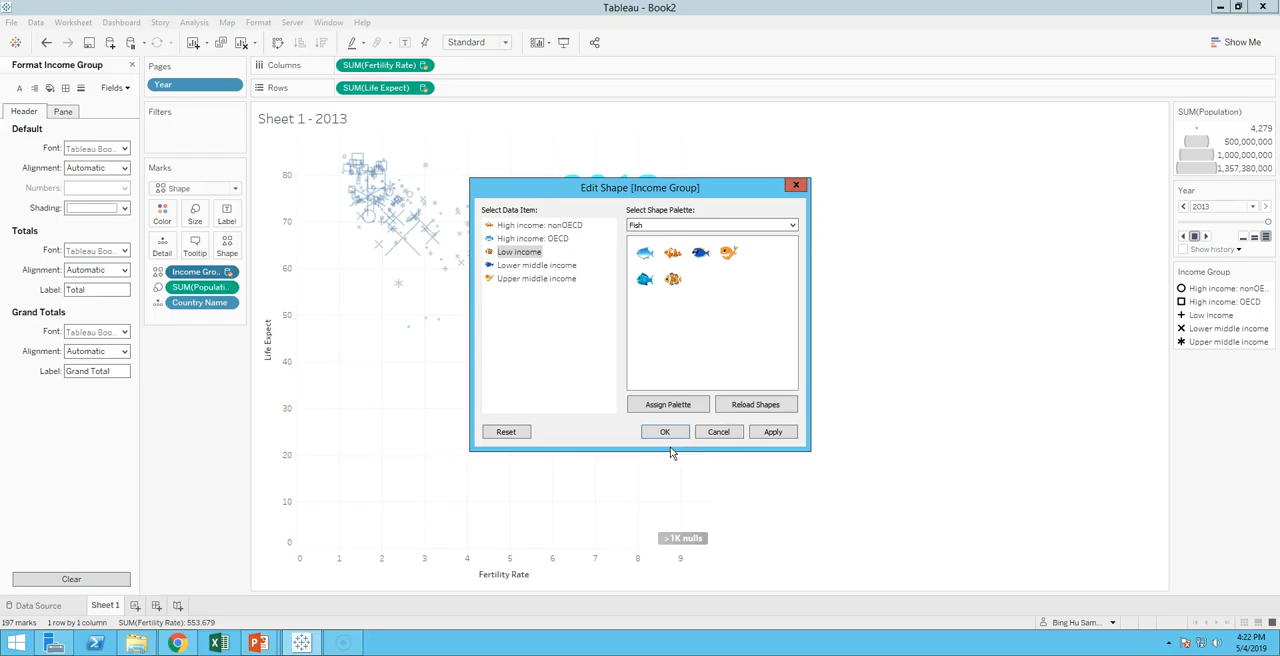 Tableau - Book2
File Data Worksheet Dashboard Story Analysis Map Format Server Window Help
Standard
Show Me
Format Income Group
Fields
Header Pane
Default
Font: Tableau Boo..
Alignment: Automatic
Numbers:
Shading:
Totals
Font: Tableau Boo..
Alignment: Automatic
Label: Total
Grand Totals
Font: Tableau Boo..
Alignment: Automatic
Label: Grand Total
Clear
Pages
Year
Filters
Marks
Shape
Color Size Label
Detail Tooltip Shape
Income Gro..
SUM(Populati..
Country Name
Columns SUM(Fertility Rate)
Rows SUM(Life Expect)
Sheet 1 - 2013
Life Expect
80
70
60
50
40
30
20
10
0
0 1 2 3 4 5 6 7 8 9
Fertility Rate
>1K nulls
Edit Shape [Income Group]
Select Data Item:
High income: nonOECD
High income: OECD
Low income
Lower middle income
Upper middle income
Select Shape Palette:
Fish
Assign Palette Reload Shapes
Reset OK Cancel Apply
SUM(Population)
4,279
500,000,000
1,000,000,000
1,357,380,000
Year
2013
Show history
Income Group
High income: nonOE..
High income: OECD
Low income
Lower middle income
Upper middle income
Data Source Sheet 1
197 marks 1 row by 1 column SUM(Fertility Rate): 553.679
Bing Hu Sam...
4:22 PM
5/4/2019